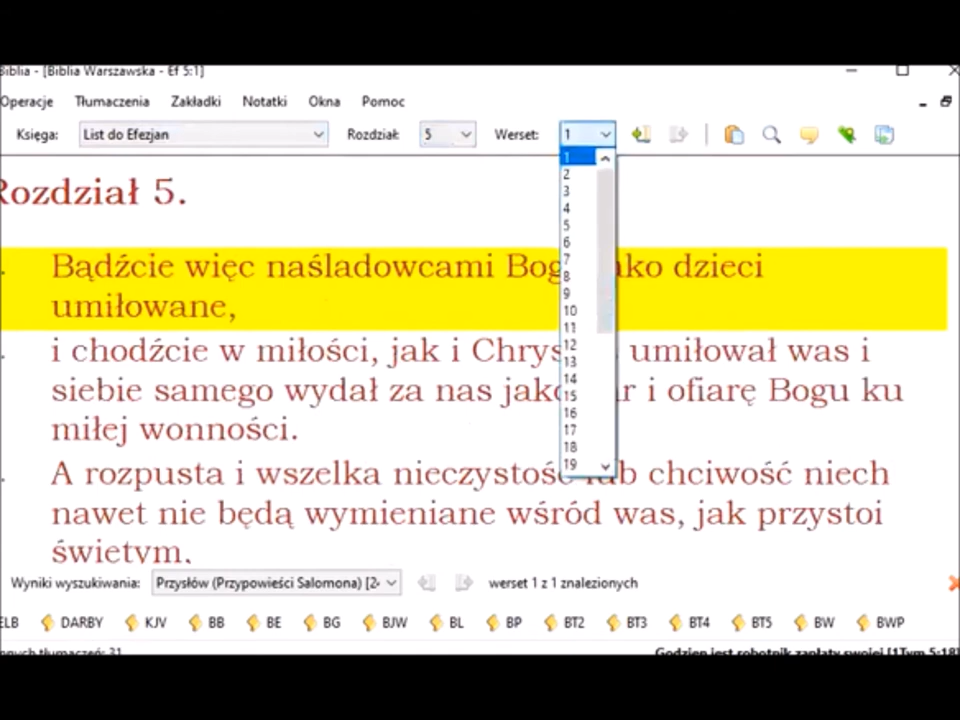 Biblia - [Biblia Warszawska - Ef 5:1]
Operacje Tłumaczenia Zakładki Notatki Okna Pomoc
Księga: List do Efezjan Rozdział: 5 Werset: 1
1
2
3
4
5
6
7
8
9
10
11
12
13
14
15
16
17
18
19
Rozdział 5.
Bądźcie więc naśladowcami dzieci
umiłowane,
i chodźcie w miłości, jak i umiłował was i
siebie samego wydał za nas i ofiarę Bogu ku
miłej wonności.
A rozpusta i wszelka nieczystość lub chciwość niech
nawet nie będą wymieniane wśród was, jak przystoi
świętym,
Wyniki wyszukiwania: Przysłów (Przypowieści Salomona) [2 werset 1 z 1 znalezionych
ELB DARBY KJV BB BE BG BJW BL BP BT2 BT3 BT4 BT5 BW BWP
tłumaczeń: 31 Godzien jest robotnik zapłaty swojej [1Tym 5:18]